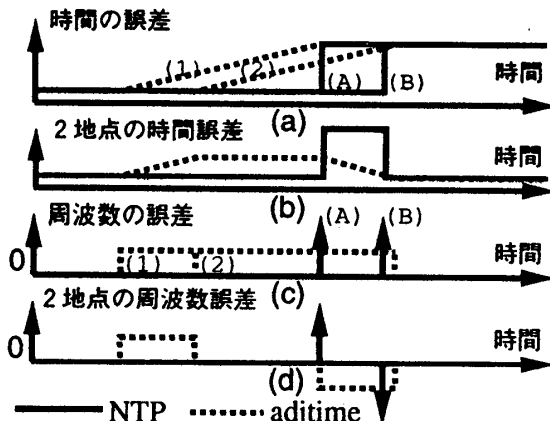 時間の誤差
(1) (2)
時間
(A) (B)
(a)
2地点の時間誤差
時間
(b)
周波数の誤差
(A) (B)
時間
0
(1) (2)
(c)
2地点の周波数誤差
時間
0
(d)
NTP aditime